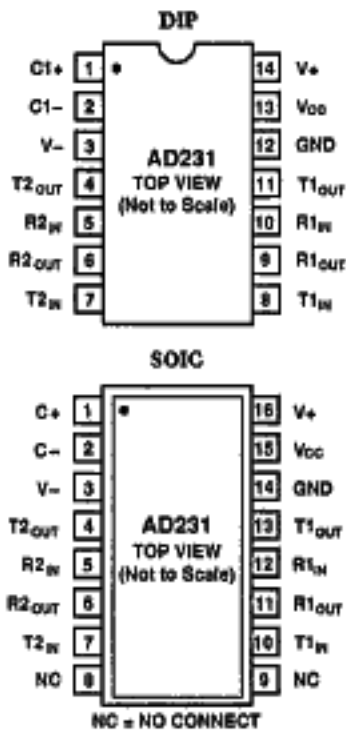 DIP
C1+ 1 14 V+
C1– 2 13 VCC
V– 3 12 GND
AD231
T2OUT 4 TOP VIEW 11 T1OUT
(Not to Scale)
R2IN 5 10 R1IN
R2OUT 6 9 R1OUT
T2IN 7 8 T1IN
SOIC
C+ 1 16 V+
C– 2 15 VCC
V– 3 14 GND
T2OUT 4 AD231 13 T1OUT
TOP VIEW
R2IN 5 (Not to Scale) 12 R1IN
R2OUT 6 11 R1OUT
T2IN 7 10 T1IN
NC 8 9 NC
NC = NO CONNECT